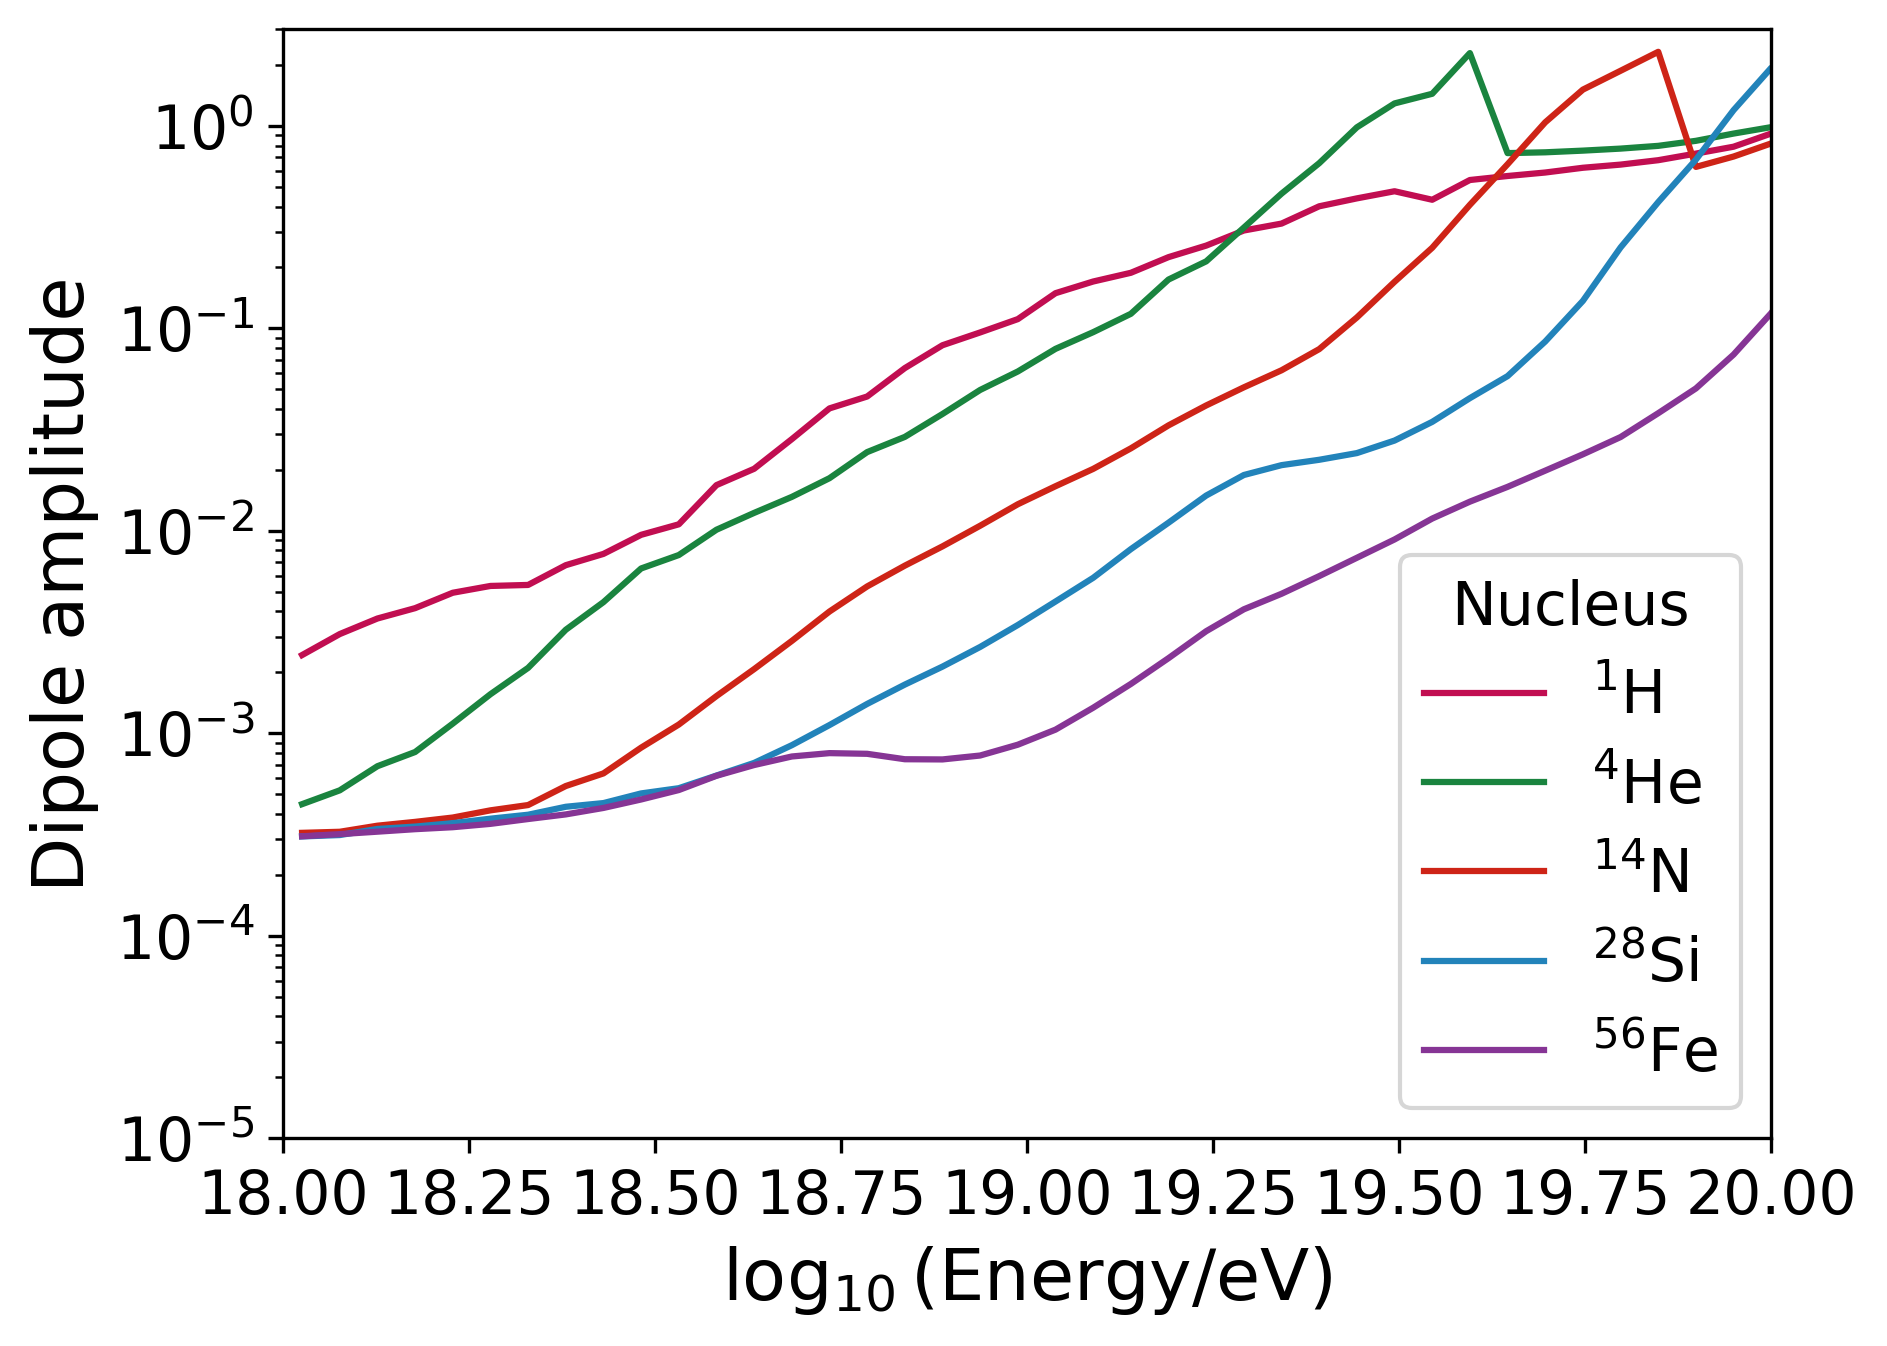 Dipole amplitude
10⁰
10⁻¹
10⁻²
10⁻³
10⁻⁴
10⁻⁵
Nucleus
¹H
⁴He
¹⁴N
²⁸Si
⁵⁶Fe
18.00 18.25 18.50 18.75 19.00 19.25 19.50 19.75 20.00
log₁₀ (Energy/eV)